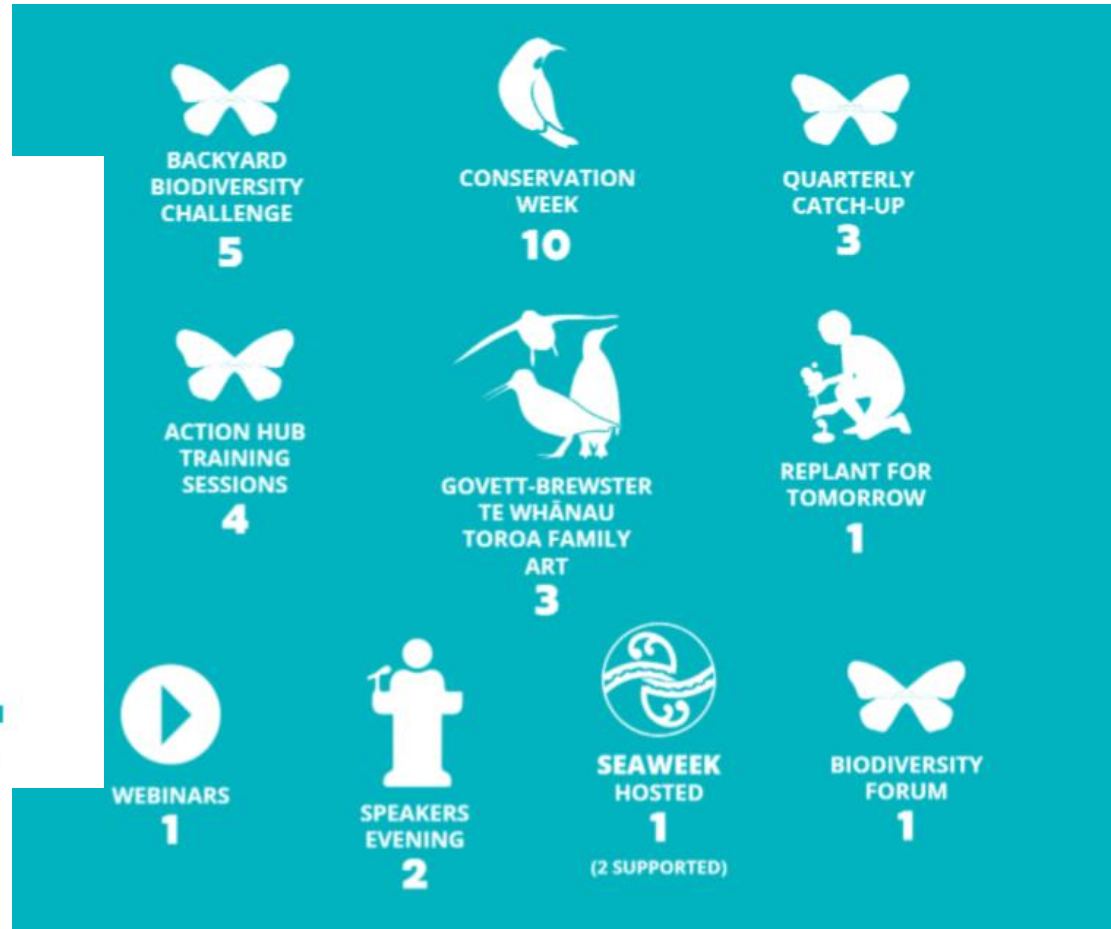 BACKYARD
BIODIVERSITY
CHALLENGE
5
CONSERVATION
WEEK
10
QUARTERLY
CATCH-UP
3
ACTION HUB
TRAINING
SESSIONS
4
GOVETT-BREWSTER
TE WHĀNAU
TOROA FAMILY
ART
3
REPLANT FOR
TOMORROW
1
WEBINARS
1
SPEAKERS
EVENING
2
SEAWEEK
HOSTED
1
(2 SUPPORTED)
BIODIVERSITY
FORUM
1